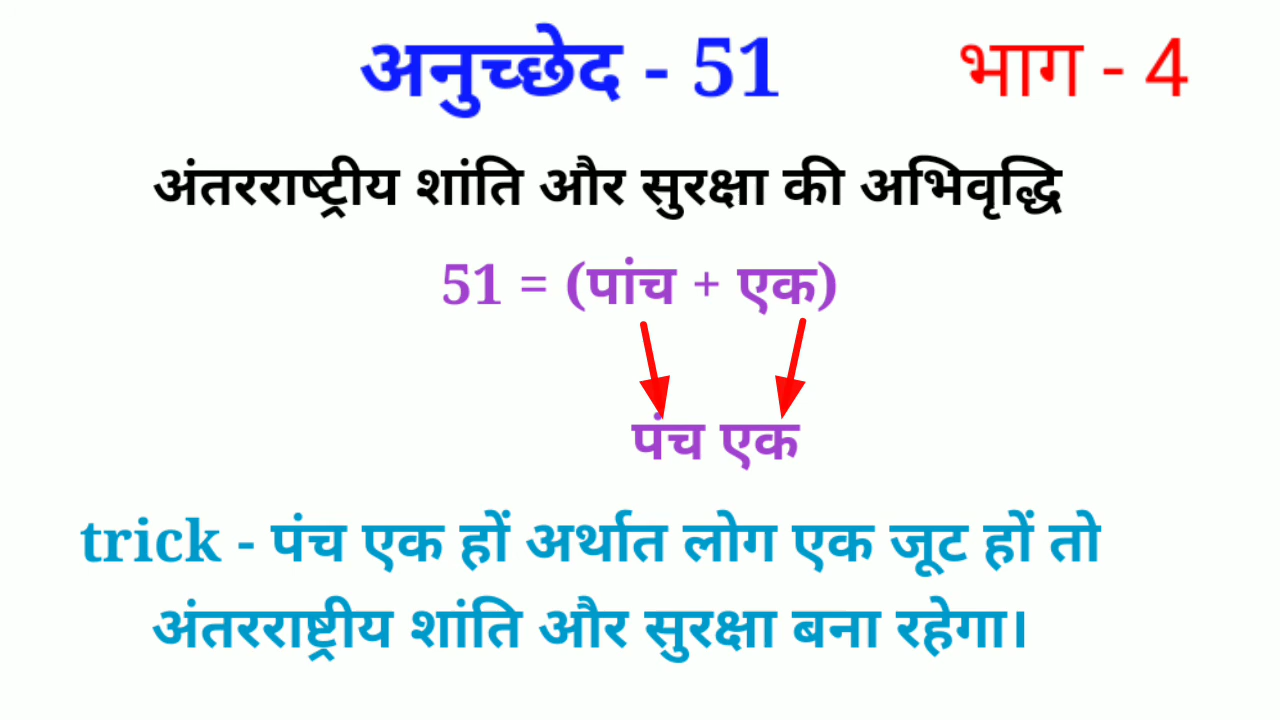 अनुच्छेद - 51 भाग - 4
अंतरराष्ट्रीय शांति और सुरक्षा की अभिवृद्धि
51 = (पांच + एक)
पंच एक
trick - पंच एक हों अर्थात लोग एक जूट हों तो
अंतरराष्ट्रीय शांति और सुरक्षा बना रहेगा।